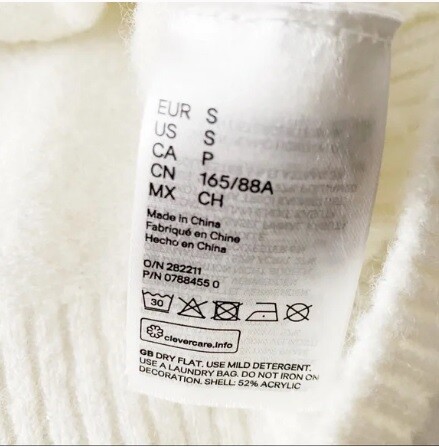 EUR S
US S
CA P
CN 165/88A
MX CH
Made in China
Fabriqué en Chine
Hecho en China
O/N 282211
P/N 0788455 0
30
clevercare.info
GB DRY FLAT. USE MILD DETERGENT.
USE A LAUNDRY BAG. DO NOT IRON ON
DECORATION. SHELL: 52% ACRYLIC